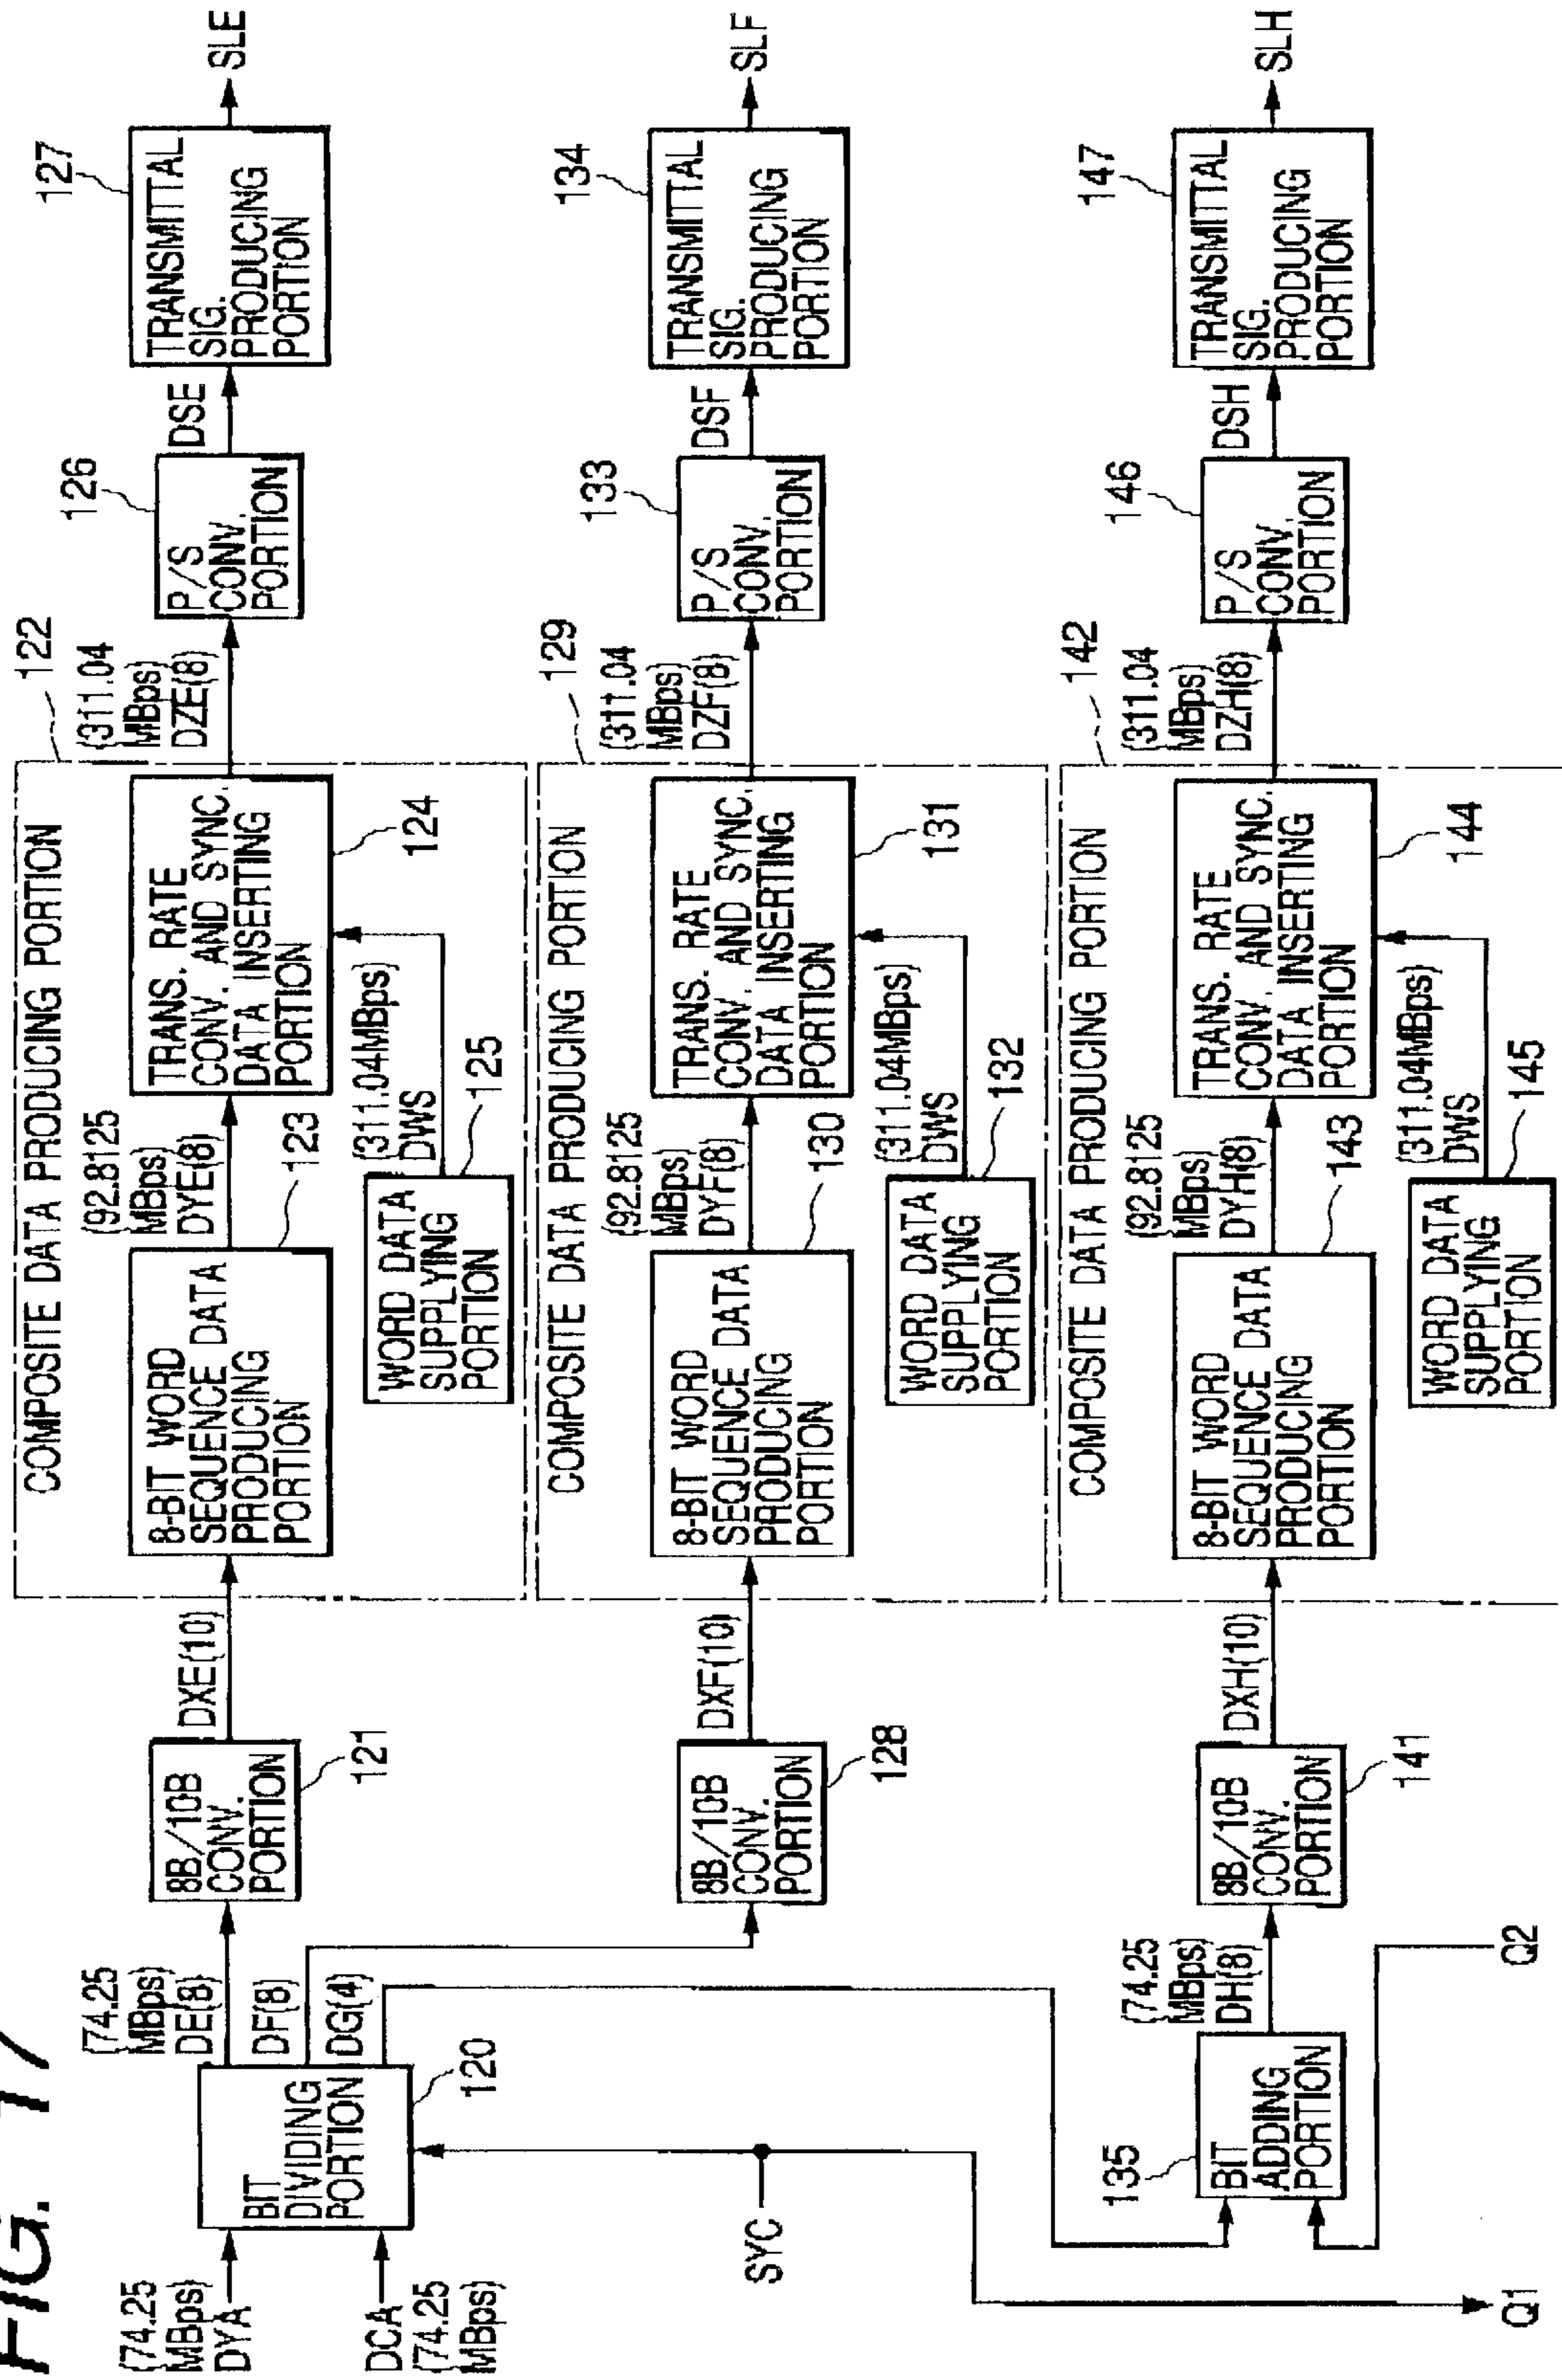 FIG. 17
(74.25
MBps)
DYA
DCA
(74.25
MBps)
BIT
DIVIDING
PORTION
120
(74.25
MBps)
DE(8)
DF(8)
DG(4)
8B/10B
CONV.
PORTION
121
DXE(10)
COMPOSITE DATA PRODUCING PORTION
122
8-BIT WORD
SEQUENCE DATA
PRODUCING
PORTION
123
(92.8125
MBps)
DYE(8)
TRANS. RATE
CONV. AND SYNC.
DATA INSERTING
PORTION
124
WORD DATA
SUPPLYING
PORTION
125
(311.04MBps)
DWS
(311.04
MBps)
DZE(8)
P/S
CONV.
PORTION
126
DSE
TRANSMITTAL
SIG.
PRODUCING
PORTION
127
SLE
8B/10B
CONV.
PORTION
128
DXF(10)
COMPOSITE DATA PRODUCING PORTION
129
8-BIT WORD
SEQUENCE DATA
PRODUCING
PORTION
130
(92.8125
MBps)
DYF(8)
TRANS. RATE
CONV. AND SYNC.
DATA INSERTING
PORTION
131
WORD DATA
SUPPLYING
PORTION
132
(311.04MBps)
DWS
(311.04
MBps)
DZF(8)
P/S
CONV.
PORTION
133
DSF
TRANSMITTAL
SIG.
PRODUCING
PORTION
134
SLF
SYC
Q1
135
BIT
ADDING
PORTION
Q2
(74.25
MBps)
DH(8)
8B/10B
CONV.
PORTION
141
DXH(10)
COMPOSITE DATA PRODUCING PORTION
142
8-BIT WORD
SEQUENCE DATA
PRODUCING
PORTION
143
(92.8125
MBps)
DYH(8)
TRANS. RATE
CONV. AND SYNC.
DATA INSERTING
PORTION
144
WORD DATA
SUPPLYING
PORTION
145
(311.04MBps)
DWS
(311.04
MBps)
DZH(8)
P/S
CONV.
PORTION
146
DSH
TRANSMITTAL
SIG.
PRODUCING
PORTION
147
SLH